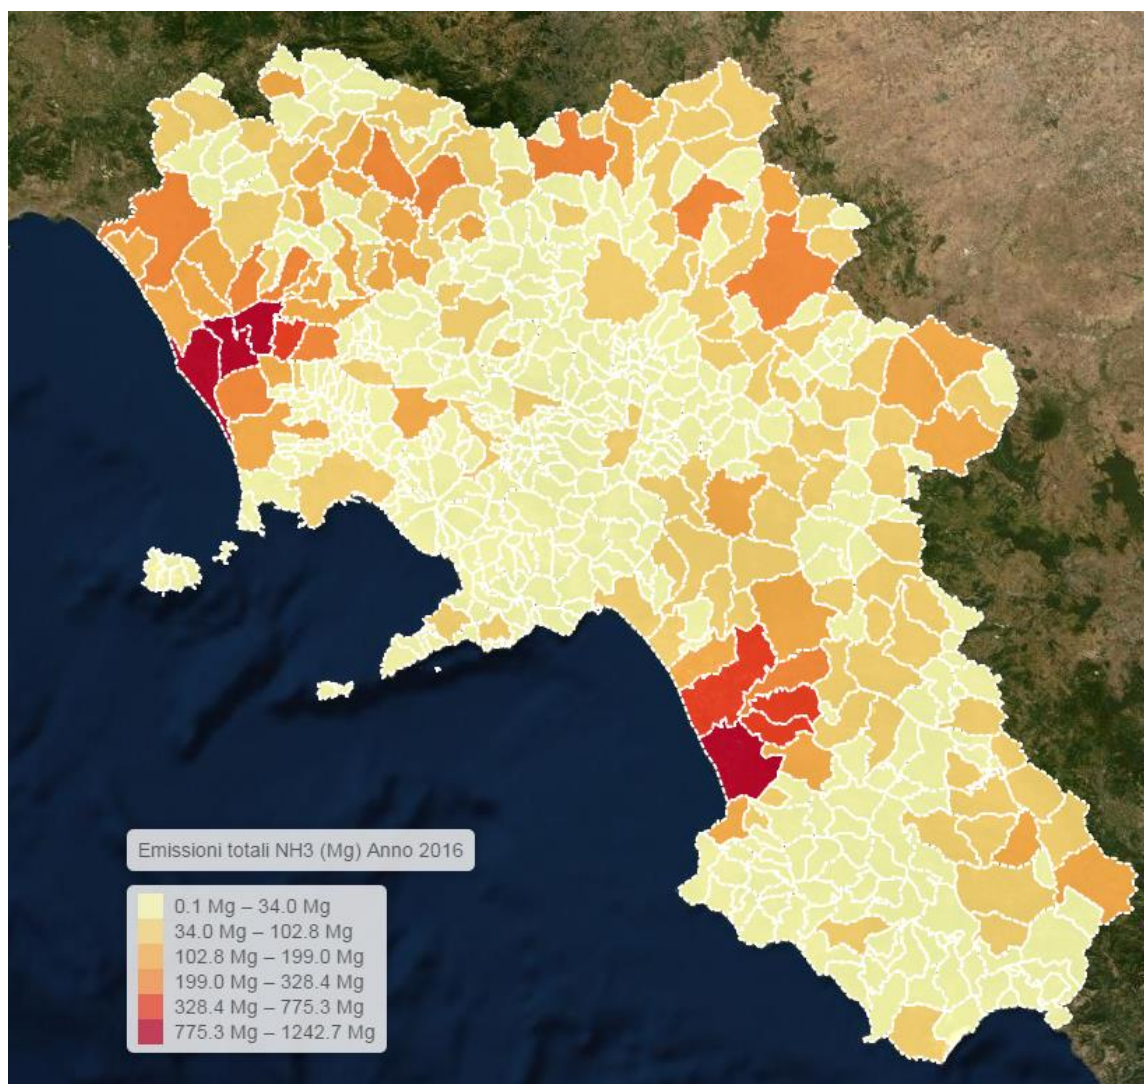 Emissioni totali NH3 (Mg) Anno 2016
0.1 Mg – 34.0 Mg
34.0 Mg – 102.8 Mg
102.8 Mg – 199.0 Mg
199.0 Mg – 328.4 Mg
328.4 Mg – 775.3 Mg
775.3 Mg – 1242.7 Mg